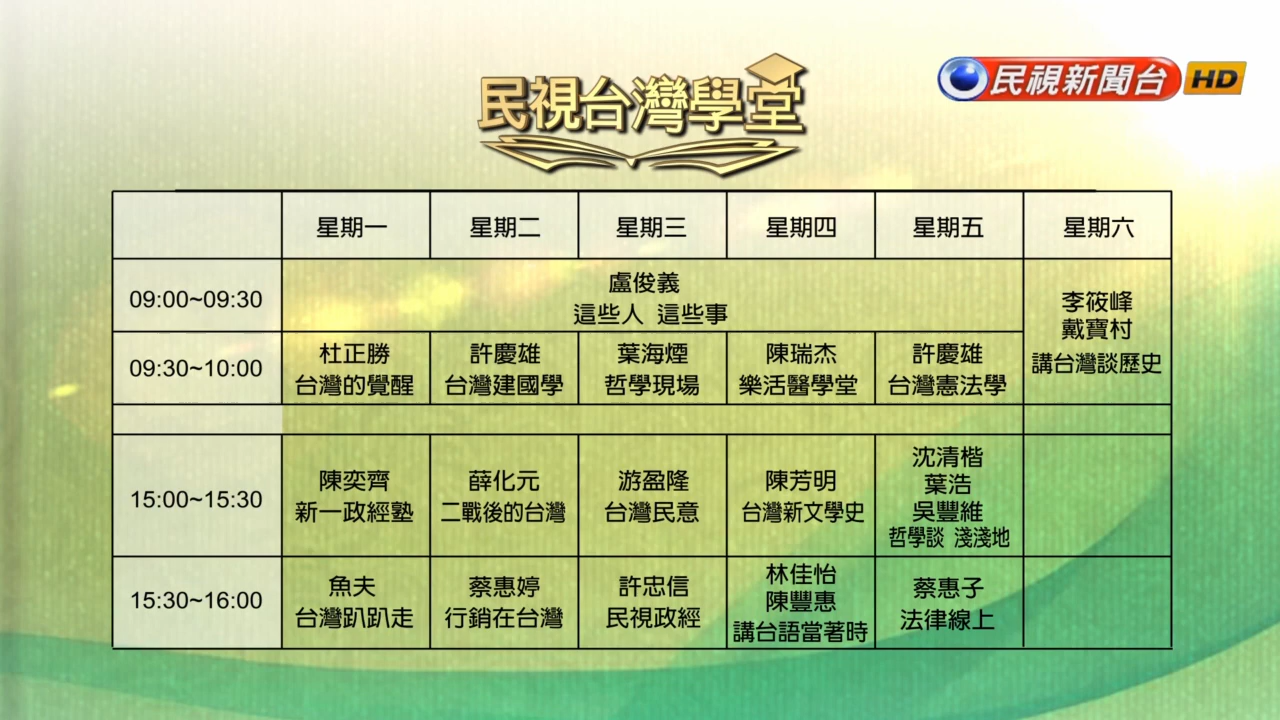 民視台灣學堂
民視新聞台 HD
星期一 星期二 星期三 星期四 星期五 星期六
09:00~09:30
盧俊義
這些人 這些事
李筱峰
戴寶村
講台灣談歷史
09:30~10:00
杜正勝
台灣的覺醒
許慶雄
台灣建國學
葉海煙
哲學現場
陳瑞杰
樂活醫學堂
許慶雄
台灣憲法學
15:00~15:30
陳奕齊
新一政經塾
薛化元
二戰後的台灣
游盈隆
台灣民意
陳芳明
台灣新文學史
沈清楷
葉浩
吳豐維
哲學談 淺淺地
15:30~16:00
魚夫
台灣趴趴走
蔡惠婷
行銷在台灣
許忠信
民視政經
林佳怡
陳豐惠
講台語當著時
蔡惠子
法律線上